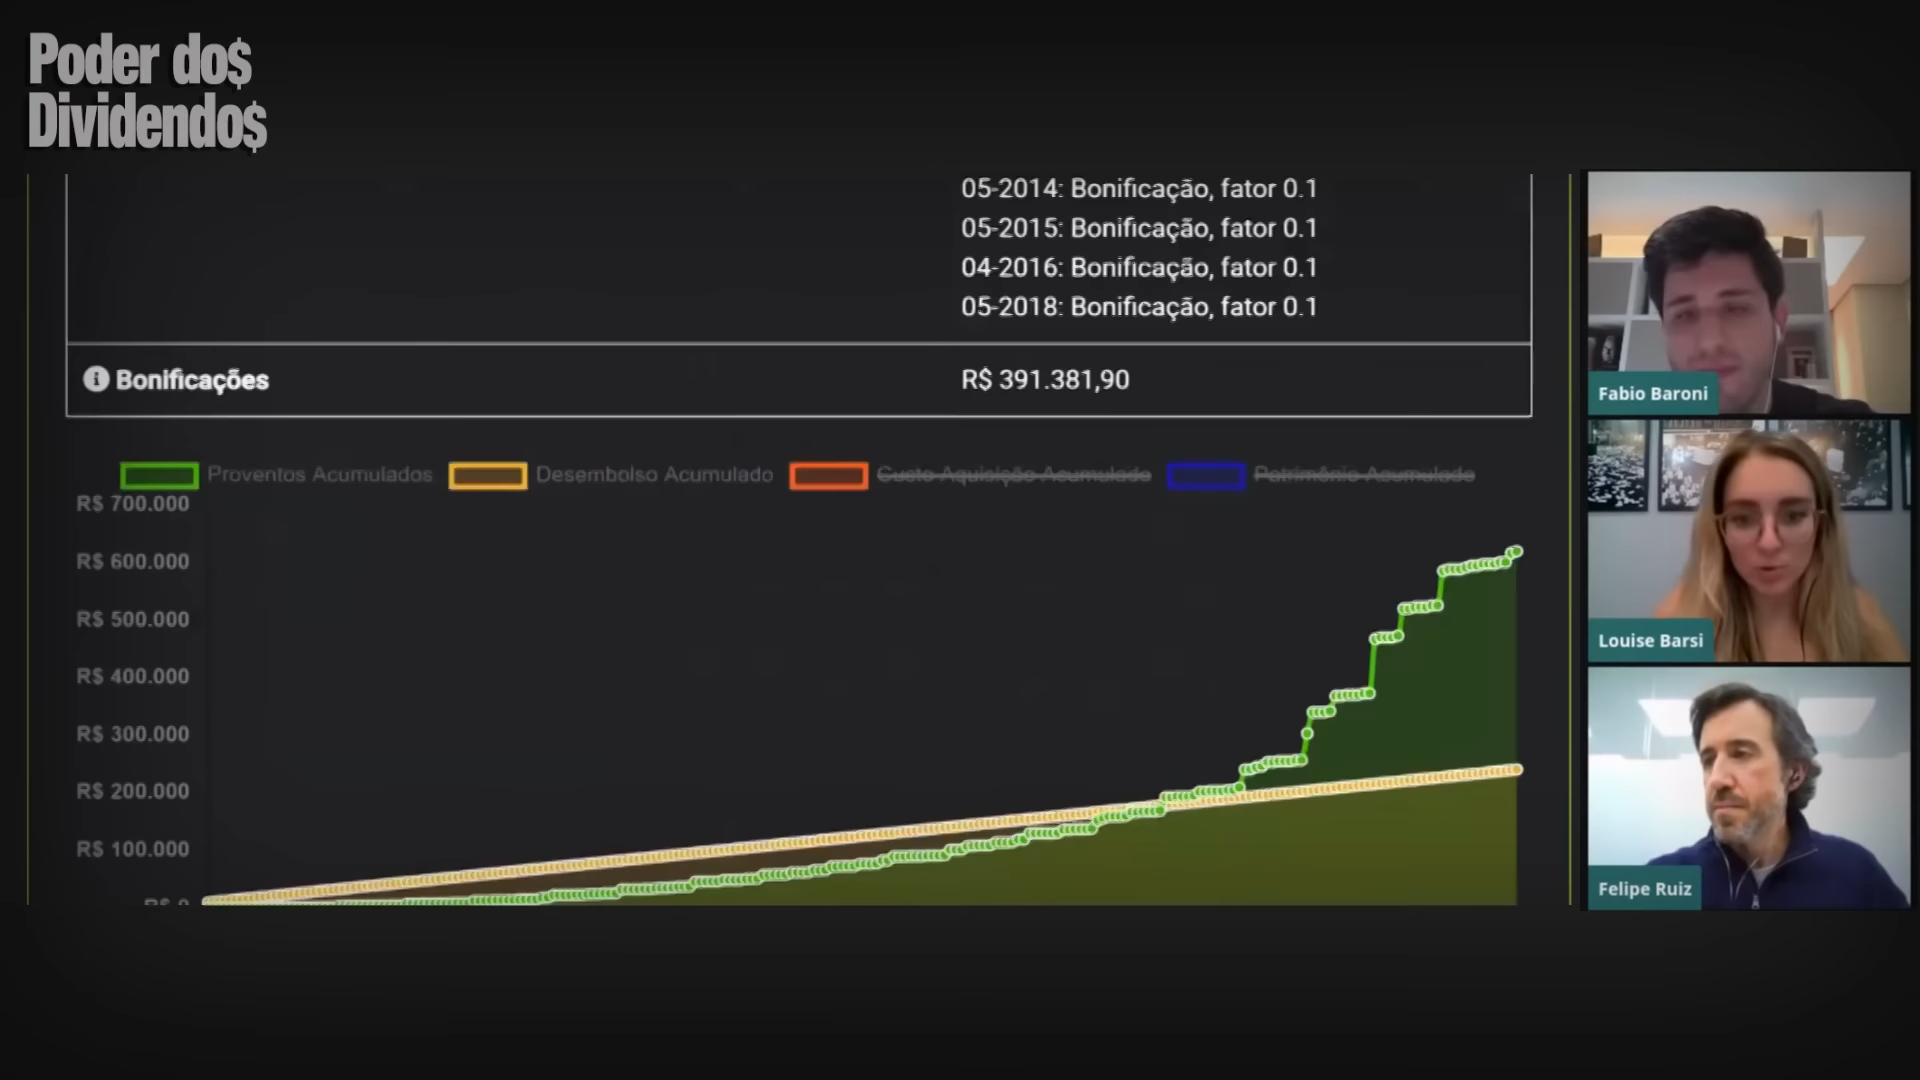 Poder do$
Dividendo$
05-2014: Bonificação, fator 0.1
05-2015: Bonificação, fator 0.1
04-2016: Bonificação, fator 0.1
05-2018: Bonificação, fator 0.1
Bonificações
R$ 391.381,90
Proventos Acumulados
Desembolso Acumulado
Custo Aquisição Acumulado
Patrimônio Acumulado
R$ 700.000
R$ 600.000
R$ 500.000
R$ 400.000
R$ 300.000
R$ 200.000
R$ 100.000
R$ 0
Fabio Baroni
Louise Barsi
Felipe Ruiz